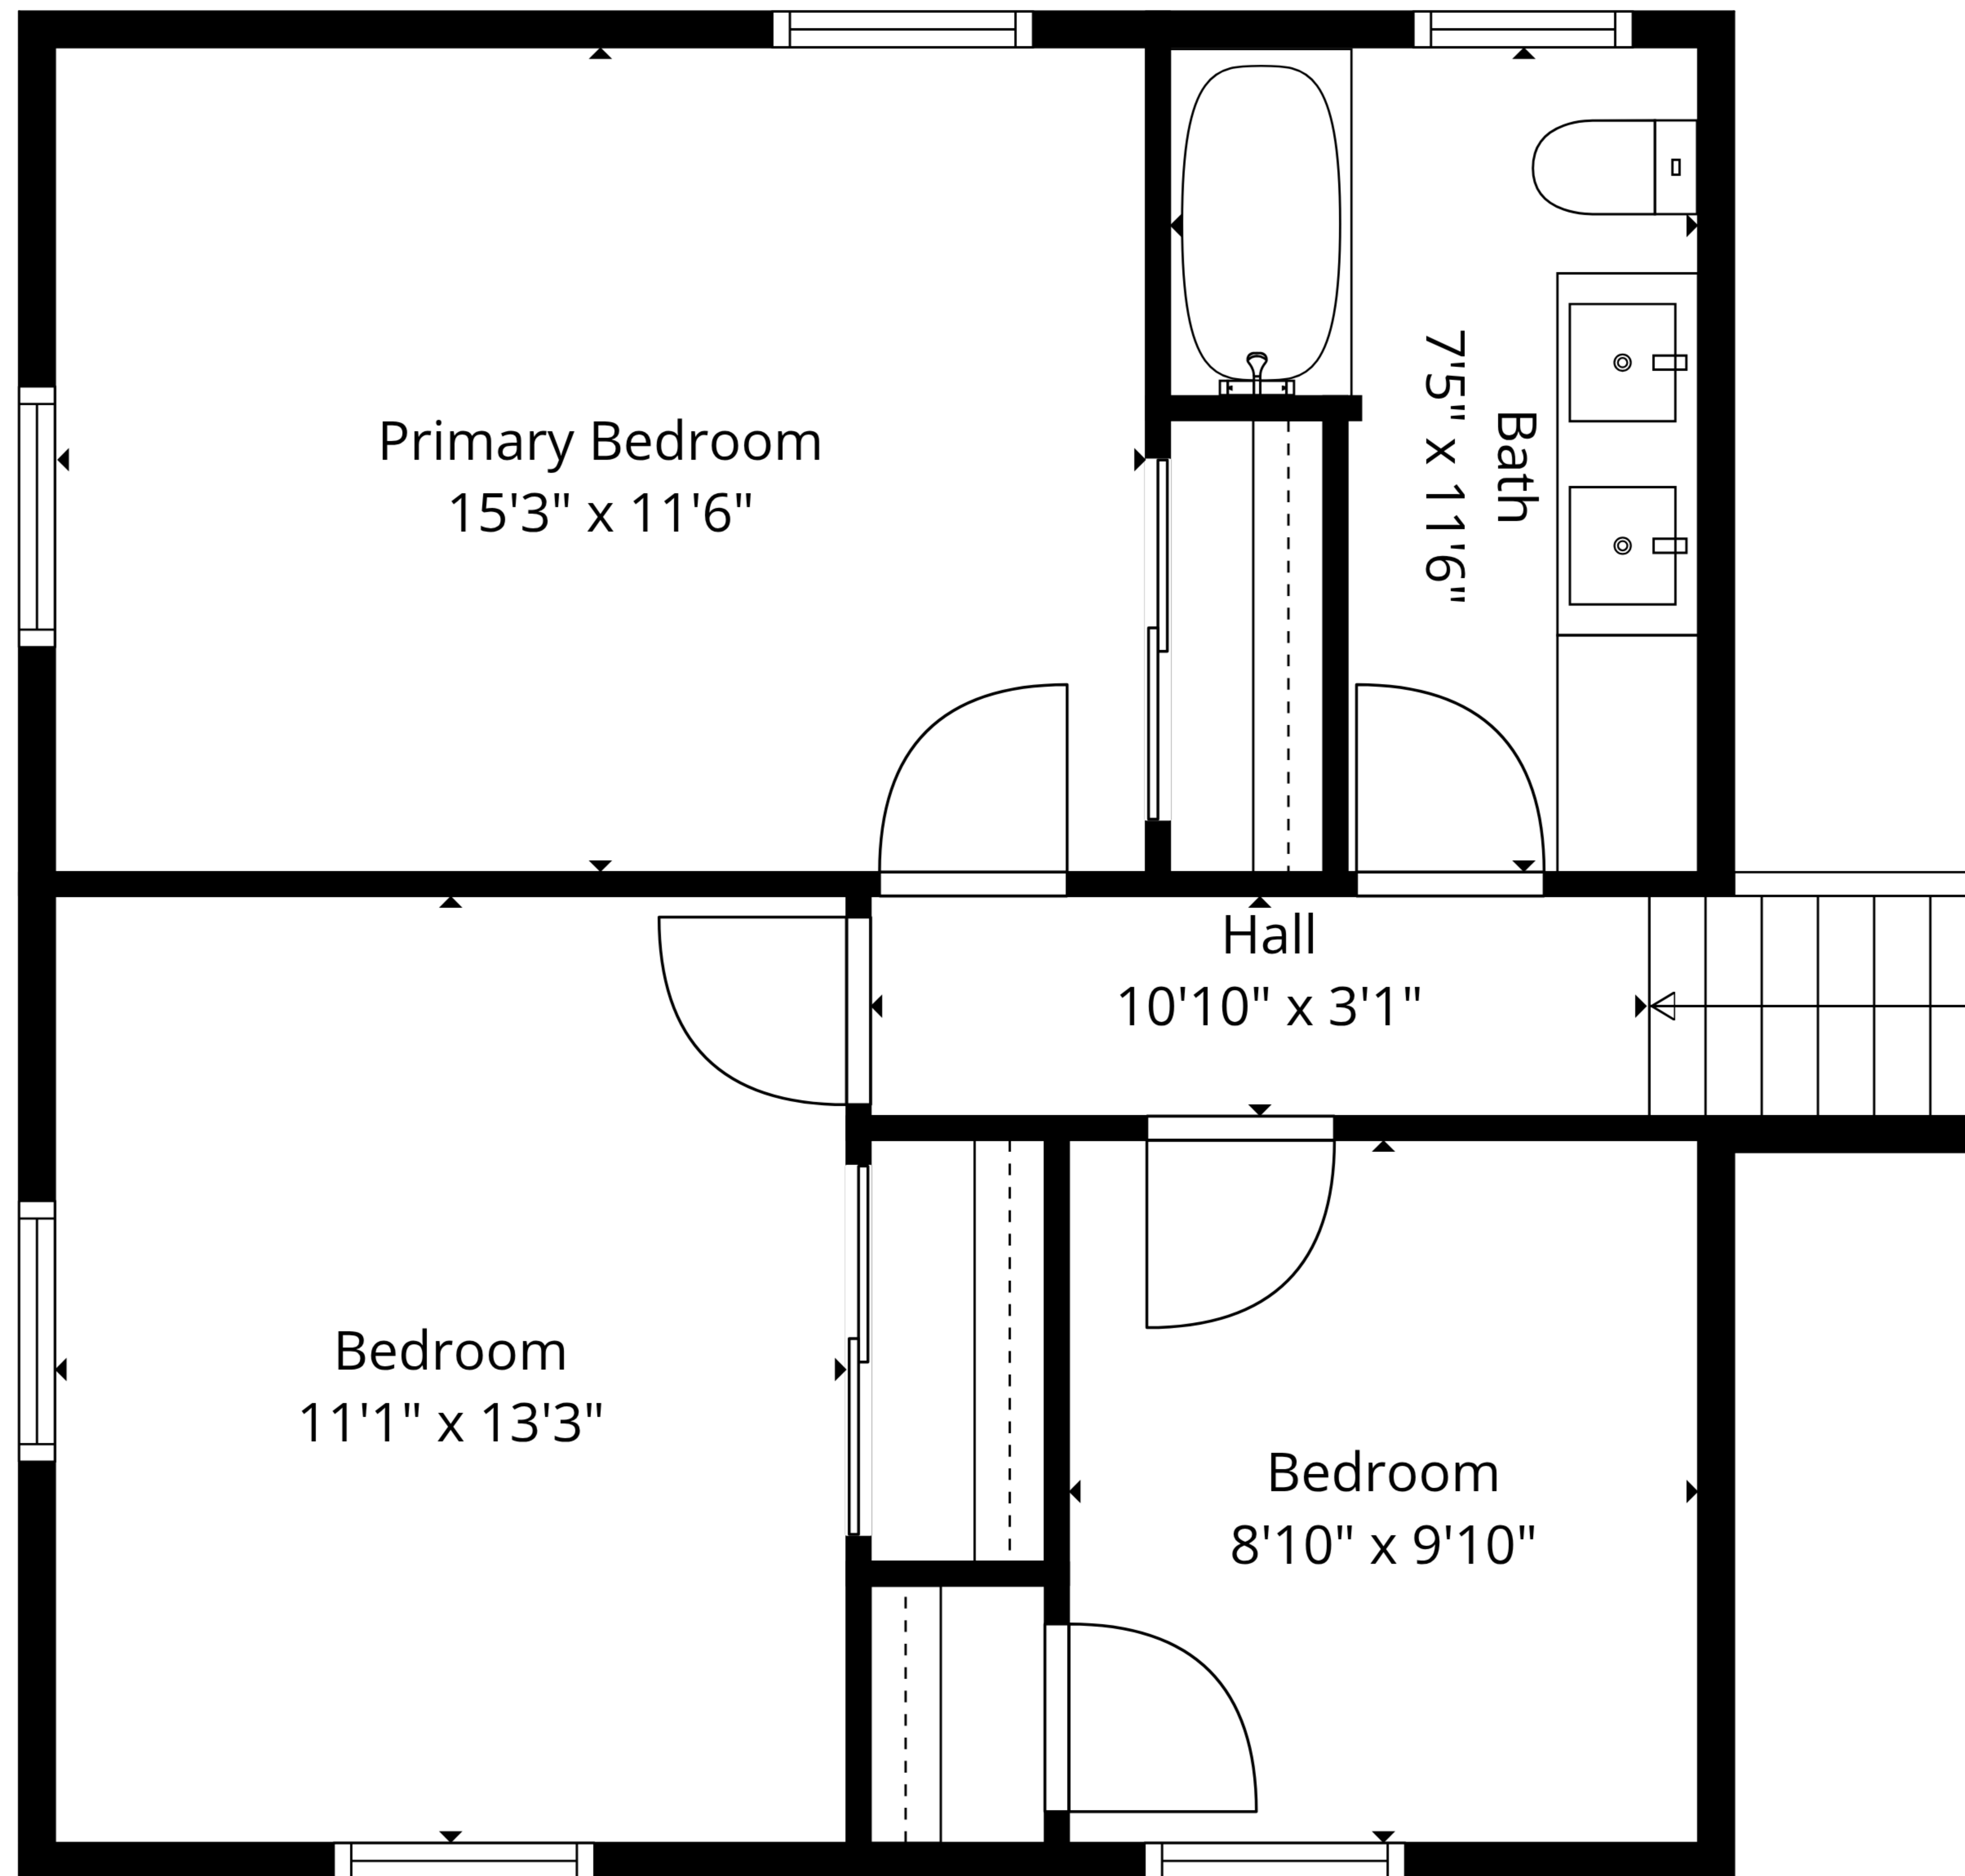 Primary Bedroom
15'3" x 11'6"
Bath
7'5" x 11'6"
Hall
10'10" x 3'1"
Bedroom
11'1" x 13'3"
Bedroom
8'10" x 9'10"